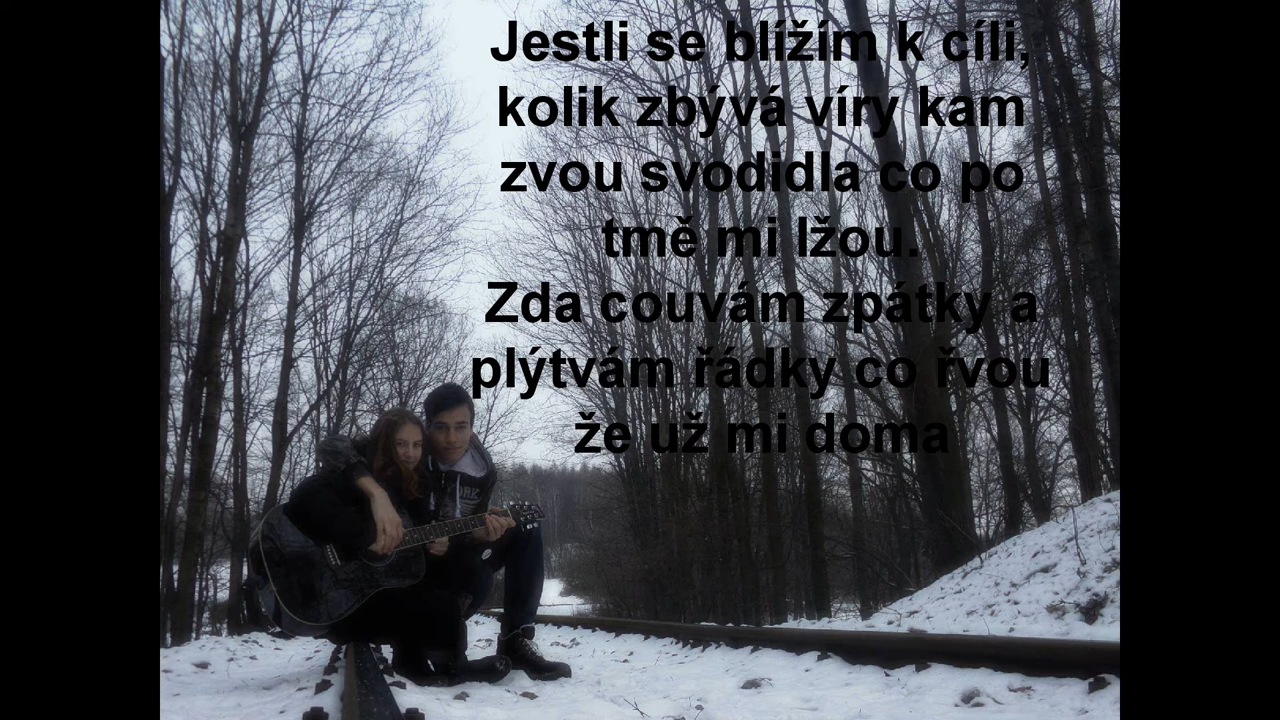 Jestli se blížím k cíli,
kolik zbývá víry kam
zvou svodidla co po
tmě mi lžou.
Zda couvám zpátky a
plýtvám řádky co řvou
že už mi doma